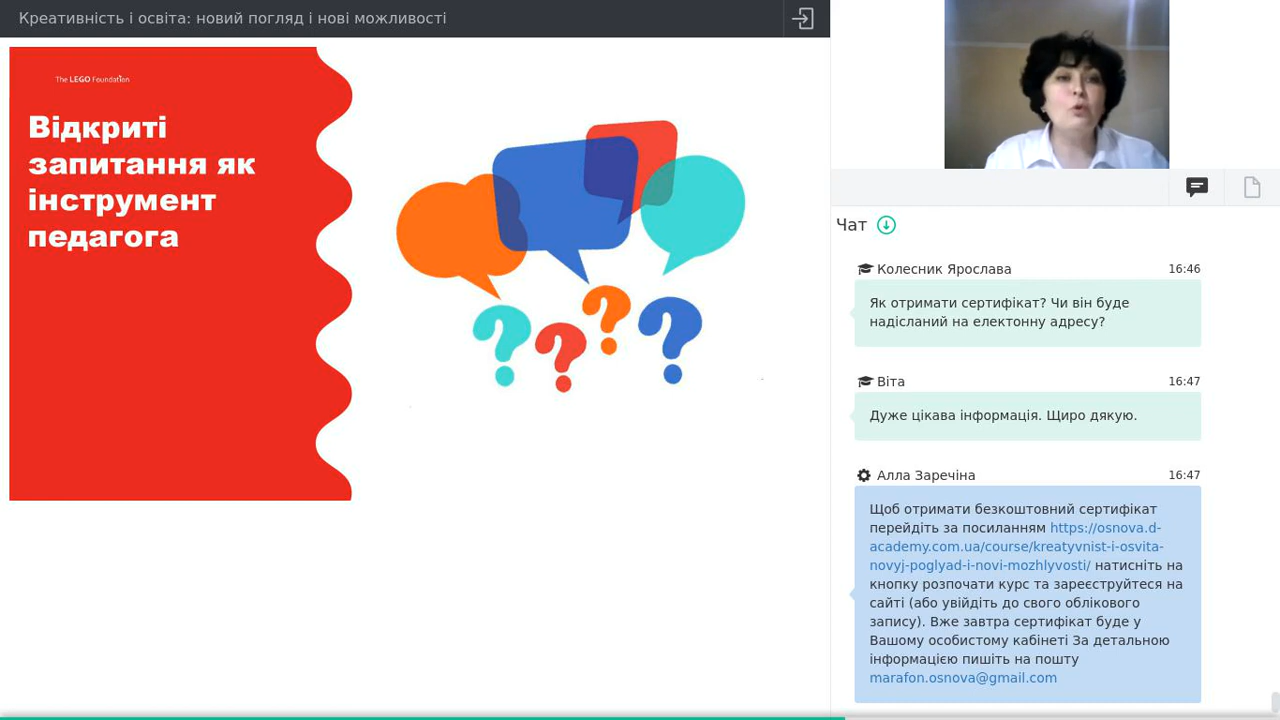 Креативність і освіта: новий погляд і нові можливості
The LEGO Foundation
Відкриті
запитання як
інструмент
педагога
Чат
Колесник Ярослава 16:46
Як отримати сертифікат? Чи він буде
надісланий на електонну адресу?
Віта 16:47
Дуже цікава інформація. Щиро дякую.
Алла Заречіна 16:47
Щоб отримати безкоштовний сертифікат
перейдіть за посиланням https://osnova.d-
academy.com.ua/course/kreatyvnist-i-osvita-
novyj-poglyad-i-novi-mozhlyvosti/ натисніть на
кнопку розпочати курс та зареєструйтеся на
сайті (або увійдіть до свого облікового
запису). Вже завтра сертифікат буде у
Вашому особистому кабінеті За детальною
інформацією пишіть на пошту
marafon.osnova@gmail.com